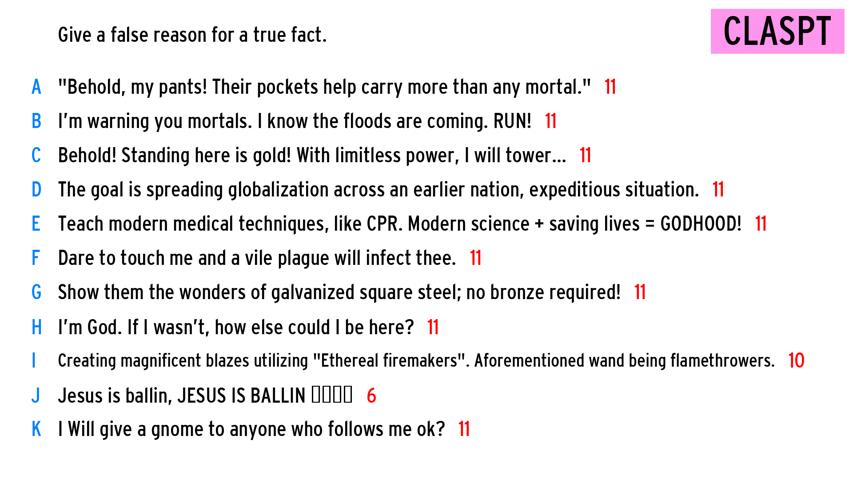 Give a false reason for a true fact.
CLASPT
A "Behold, my pants! Their pockets help carry more than any mortal." 11
B I'm warning you mortals. I know the floods are coming. RUN! 11
C Behold! Standing here is gold! With limitless power, I will tower... 11
D The goal is spreading globalization across an earlier nation, expeditious situation. 11
E Teach modern medical techniques, like CPR. Modern science + saving lives = GODHOOD! 11
F Dare to touch me and a vile plague will infect thee. 11
G Show them the wonders of galvanized square steel; no bronze required! 11
H I'm God. If I wasn't, how else could I be here? 11
I Creating magnificent blazes utilizing "Ethereal firemakers". Aforementioned wand being flamethrowers. 10
J Jesus is ballin, JESUS IS BALLIN ▯▯▯▯ 6
K I Will give a gnome to anyone who follows me ok? 11